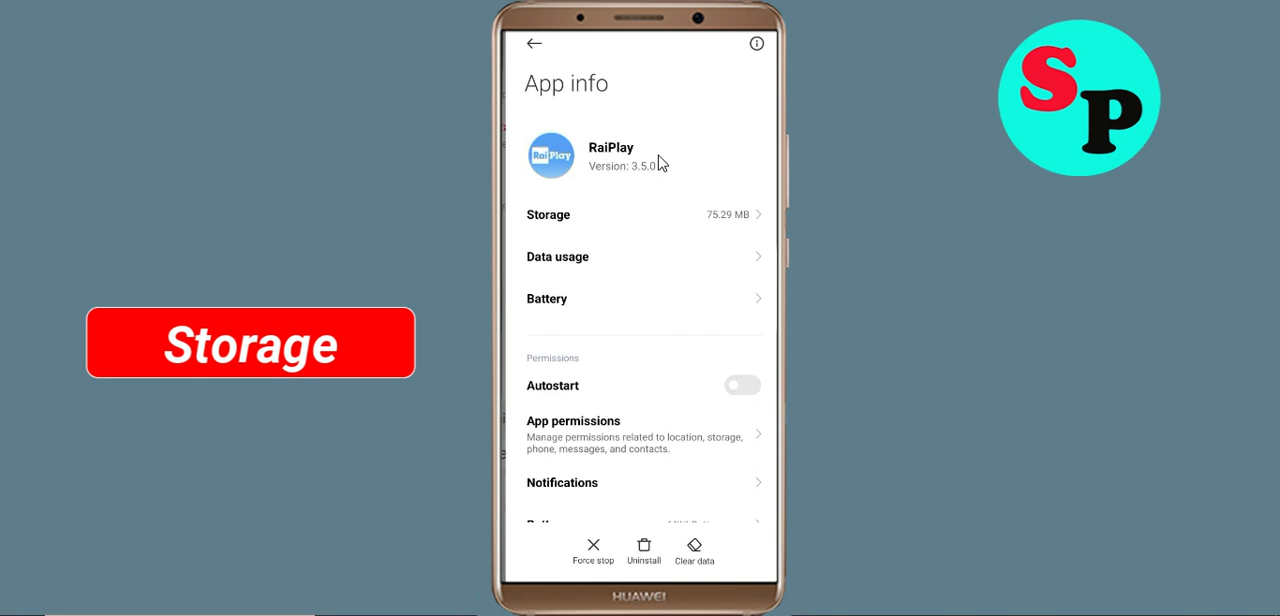 App info
RaiPlay
RaiPlay
Version: 3.5.0
Storage 75.29 MB
Data usage
Battery
Permissions
Autostart
App permissions
Manage permissions related to location, storage,
phone, messages, and contacts.
Notifications
Force stop Uninstall Clear data
HUAWEI
Storage
SP